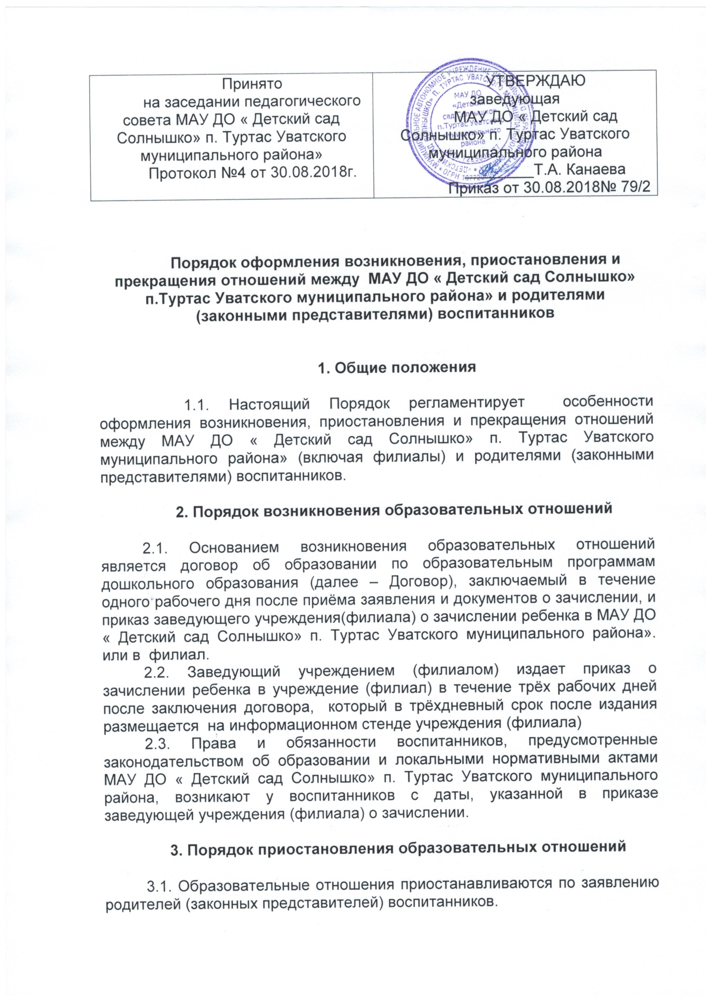 Принято
на заседании педагогического
совета МАУ ДО « Детский сад
Солнышко» п. Туртас Уватского
муниципального района»
Протокол №4 от 30.08.2018г.
УТВЕРЖДАЮ
заведующая
МАУ ДО « Детский сад
Солнышко» п. Туртас Уватского
муниципального района
Т.А. Канаева
Приказ от 30.08.2018№ 79/2
МАУ ДО
«Детский
сад Солнышко»
п.Туртас Уватского
муниципального
района
Порядок оформления возникновения, приостановления и
прекращения отношений между МАУ ДО « Детский сад Солнышко»
п.Туртас Уватского муниципального района» и родителями
(законными представителями) воспитанников
1. Общие положения
1.1. Настоящий Порядок регламентирует особенности
оформления возникновения, приостановления и прекращения отношений
между МАУ ДО « Детский сад Солнышко» п. Туртас Уватского
муниципального района» (включая филиалы) и родителями (законными
представителями) воспитанников.
2. Порядок возникновения образовательных отношений
2.1. Основанием возникновения образовательных отношений
является договор об образовании по образовательным программам
дошкольного образования (далее – Договор), заключаемый в течение
одного рабочего дня после приёма заявления и документов о зачислении, и
приказ заведующего учреждения(филиала) о зачислении ребенка в МАУ ДО
« Детский сад Солнышко» п. Туртас Уватского муниципального района».
или в филиал.
2.2. Заведующий учреждением (филиалом) издает приказ о
зачислении ребенка в учреждение (филиал) в течение трёх рабочих дней
после заключения договора, который в трёхдневный срок после издания
размещается на информационном стенде учреждения (филиала)
2.3. Права и обязанности воспитанников, предусмотренные
законодательством об образовании и локальными нормативными актами
МАУ ДО « Детский сад Солнышко» п. Туртас Уватского муниципального
района, возникают у воспитанников с даты, указанной в приказе
заведующей учреждения (филиала) о зачислении.
3. Порядок приостановления образовательных отношений
3.1. Образовательные отношения приостанавливаются по заявлению
родителей (законных представителей) воспитанников.